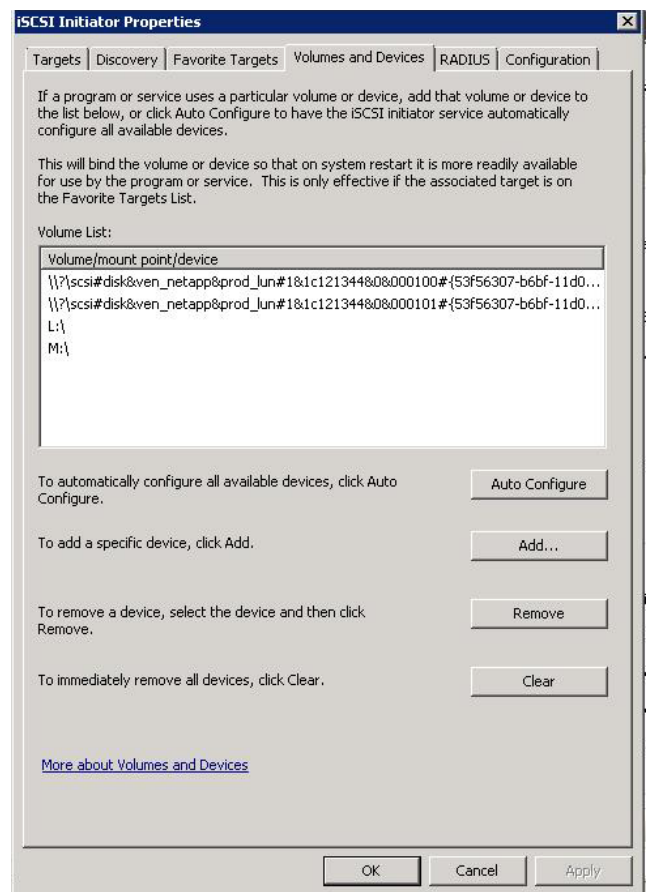 iSCSI Initiator Properties
Targets Discovery Favorite Targets Volumes and Devices RADIUS Configuration
If a program or service uses a particular volume or device, add that volume or device to
the list below, or click Auto Configure to have the iSCSI initiator service automatically
configure all available devices.
This will bind the volume or device so that on system restart it is more readily available
for use by the program or service. This is only effective if the associated target is on
the Favorite Targets List.
Volume List:
Volume/mount point/device
\\?\scsi#disk&ven_netapp&prod_lun#1&1c121344&0&000100#{53f56307-b6bf-11d0...
\\?\scsi#disk&ven_netapp&prod_lun#1&1c121344&0&000101#{53f56307-b6bf-11d0...
L:\
M:\
To automatically configure all available devices, click Auto
Configure.
Auto Configure
To add a specific device, click Add.
Add...
To remove a device, select the device and then click
Remove.
Remove
To immediately remove all devices, click Clear.
Clear
More about Volumes and Devices
OK Cancel Apply